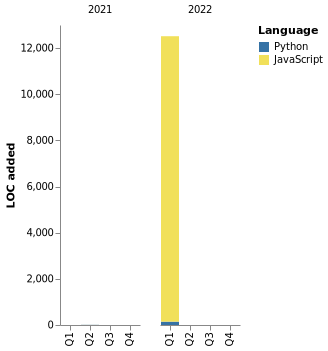 2021 2022
Language
Python
JavaScript
LOC added
12,000
10,000
8,000
6,000
4,000
2,000
0
Q1 Q2 Q3 Q4 Q1 Q2 Q3 Q4